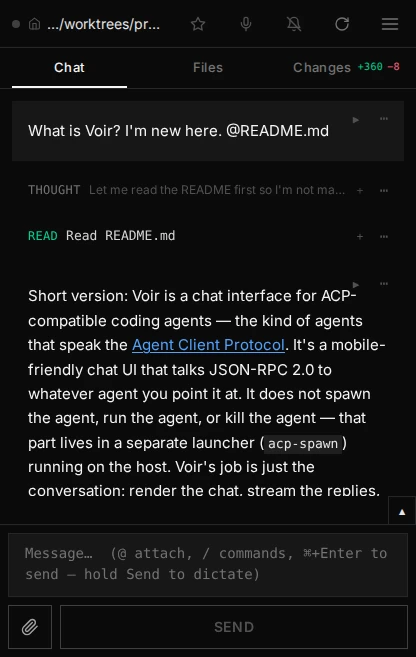 .../worktrees/pr...
Chat Files Changes +360 −8
What is Voir? I'm new here. @README.md
THOUGHT Let me read the README first so I'm not ma...
READ Read README.md
Short version: Voir is a chat interface for ACP-
compatible coding agents — the kind of agents
that speak the Agent Client Protocol. It's a mobile-
friendly chat UI that talks JSON-RPC 2.0 to
whatever agent you point it at. It does not spawn
the agent, run the agent, or kill the agent — that
part lives in a separate launcher (acp-spawn)
running on the host. Voir's job is just the
conversation: render the chat, stream the replies,
Message… (@ attach, / commands, ⌘+Enter to
send — hold Send to dictate)
SEND